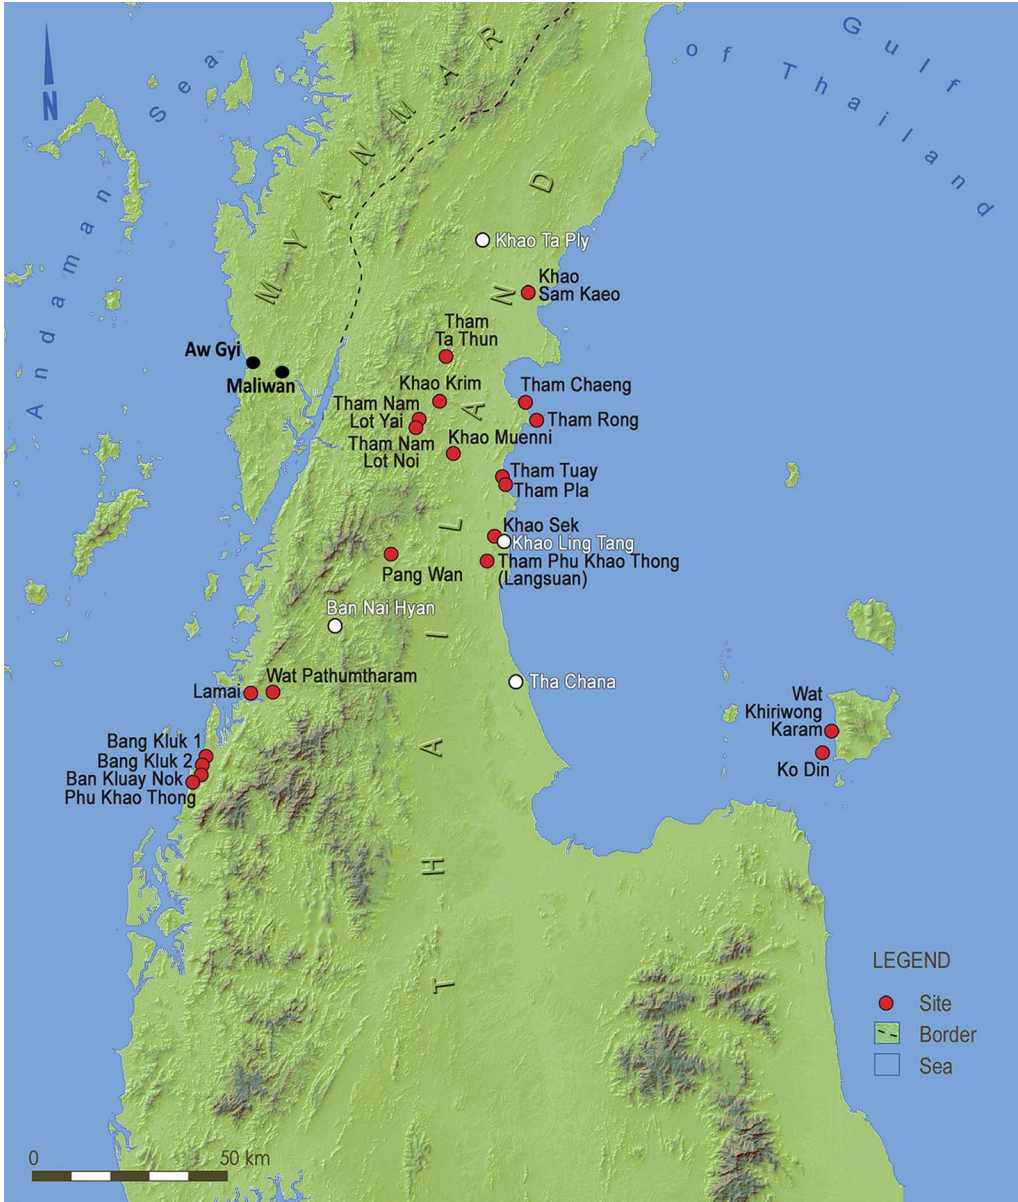 Gulf
of Thailand
Andaman Sea
N
MYANMAR
THAILAND
Khao Ta Ply
Khao
Sam Kaeo
Tham
Ta Thun
Aw Gyi
Maliwan
Khao Krim
Tham Chaeng
Tham Nam
Lot Yai
Tham Rong
Tham Nam
Lot Noi
Khao Muenni
Tham Tuay
Tham Pla
Khao Sek
Khao Ling Tang
Tham Phu Khao Thong
(Langsuan)
Pang Wan
Ban Nai Hyan
Wat Pathumtharam
Lamai
Tha Chana
Wat
Khiriwong
Karam
Ko Din
Bang Kluk 1
Bang Kluk 2
Ban Kluay Nok
Phu Khao Thong
LEGEND
Site
Border
Sea
0 50 km